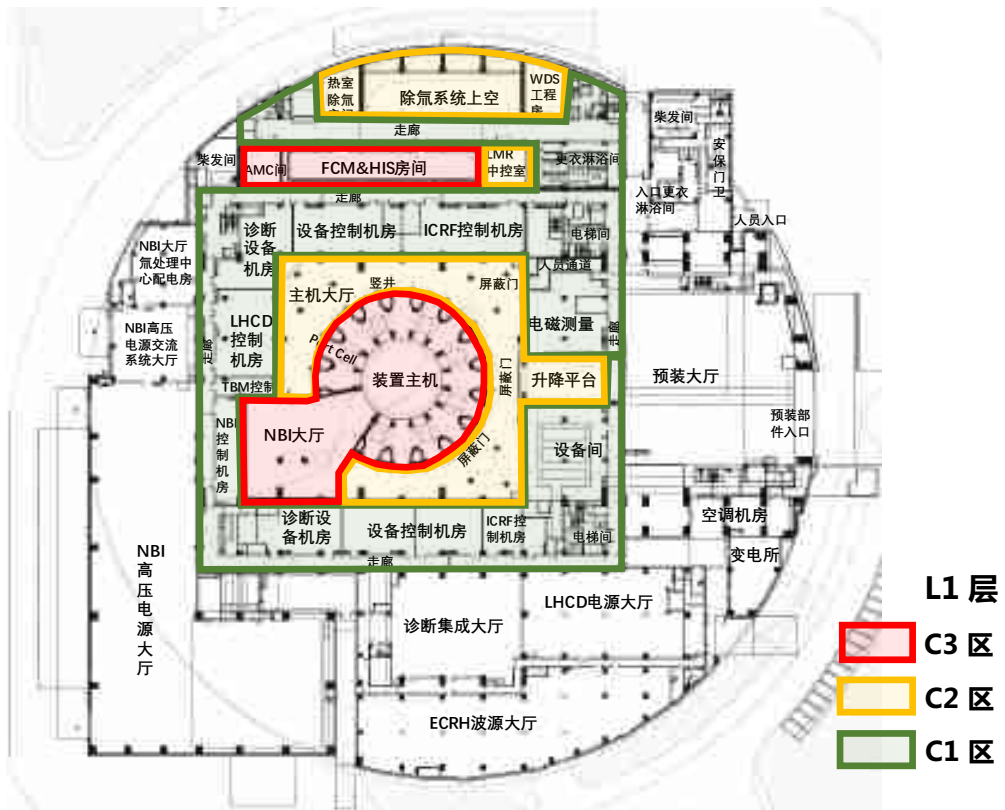 热室
除氚
WDS
工程
房
除氚系统上空
走廊
柴发间
安保门卫
柴发间
AMC间
FCM&HIS房间
LMR
中控室
更衣淋浴间
入口更衣
淋浴间
走廊
人员入口
诊断
设备
机房
设备控制机房
ICRF控制机房
电梯间
NBI大厅
氚处理中
心配电房
人员通道
主机大厅
竖井
屏蔽门
NBI高压
电源交流
系统大厅
LHCD
控制
机房
走廊
Port Cell
电磁测量
走廊
装置主机
屏蔽门
升降平台
预装大厅
TBM控制
NBI
控制机房
NBI大厅
屏蔽门
设备间
预装部
件入口
诊断设
备机房
设备控制机房
ICRF控
制机房
电梯间
空调机房
变电所
走廊
NBI
高压电源大厅
诊断集成大厅
LHCD电源大厅
ECRH波源大厅
L1 层
C3 区
C2 区
C1 区